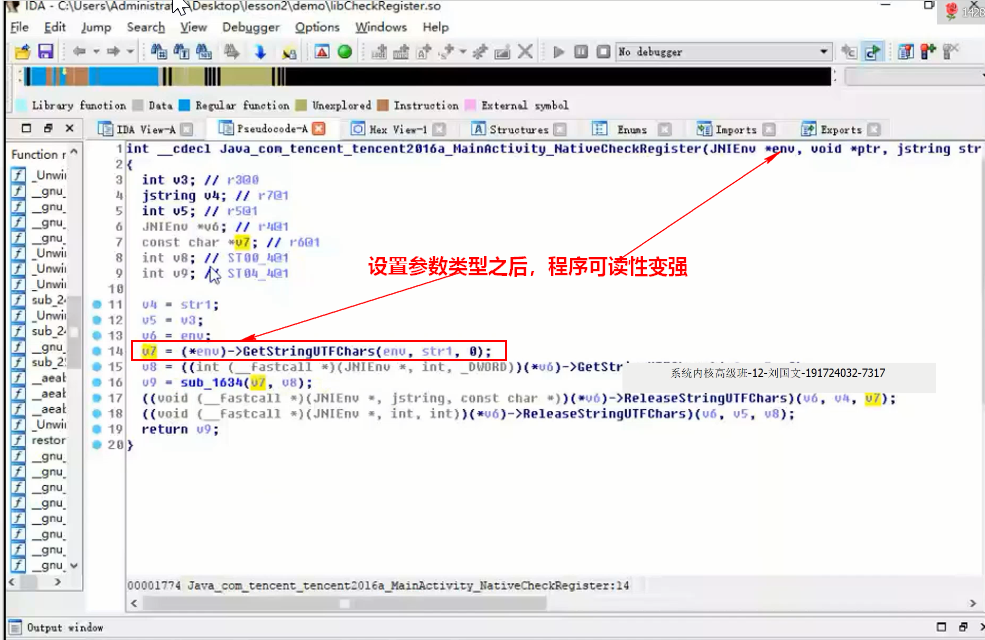 IDA - C:\Users\Administra \Desktop\lesson2\demo\libCheckRegister.so
File Edit Jump Search View Debugger Options Windows Help
No debugger
Library function Data Regular function Unexplored Instruction External symbol
IDA View-A Pseudocode-A Hex View-1 Structures Enums Imports Exports
Function n
_Unwi
__gnu_
__gnu_
__gnu_
__gnu_
_Unwi
_Unwi
_Unwi
sub_24
_Unwi
sub_24
__gnu_
sub_25
__aeab
__aeab
__aeab
_Unwi
restor
__gnu_
__gnu_
__gnu_
__gnu_
__gnu_
__gnu_
__gnu_
__gnu_
1 int __cdecl Java_com_tencent_tencent2016a_MainActivity_NativeCheckRegister(JNIEnv *env, void *ptr, jstring str
2 {
3 int v3; // r3@0
4 jstring v4; // r7@1
5 int v5; // r5@1
6 JNIEnv *v6; // r4@1
7 const char *v7; // r6@1
8 int v8; // ST00_4@1
9 int v9; // ST04_4@1
设置参数类型之后，程序可读性变强
10
11 v4 = str1;
12 v5 = v3;
13 v6 = env;
14 v7 = (*env)->GetStringUTFChars(env, str1, 0);
15 v8 = ((int (__fastcall *)(JNIEnv *, int, _DWORD))(*v6)->GetStr
系统内核高级班-12-刘国文-191724032-7317
16 v9 = sub_1634(v7, v8);
17 ((void (__fastcall *)(JNIEnv *, jstring, const char *))(*v6)->ReleaseStringUTFChars)(v6, v4, v7);
18 ((void (__fastcall *)(JNIEnv *, int, int))(*v6)->ReleaseStringUTFChars)(v6, v5, v8);
19 return v9;
20 }
00001774 Java_com_tencent_tencent2016a_MainActivity_NativeCheckRegister:14
Output window